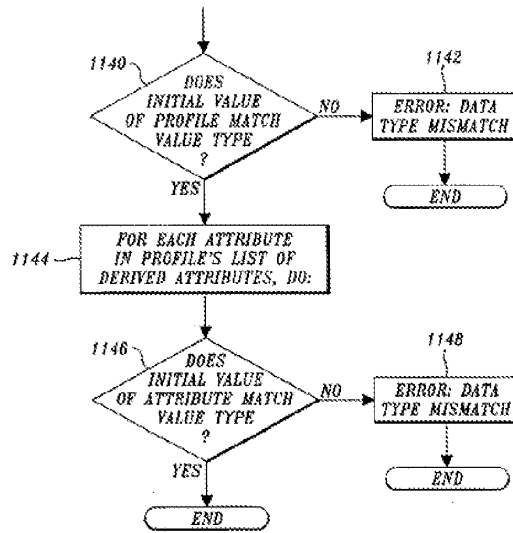 1140
DOES
INITIAL VALUE
OF PROFILE MATCH
VALUE TYPE
?
NO
YES
1142
ERROR: DATA
TYPE MISMATCH
END
1144
FOR EACH ATTRIBUTE
IN PROFILE'S LIST OF
DERIVED ATTRIBUTES, DO:
1146
DOES
INITIAL VALUE
OF ATTRIBUTE MATCH
VALUE TYPE
?
NO
YES
1148
ERROR: DATA
TYPE MISMATCH
END
END